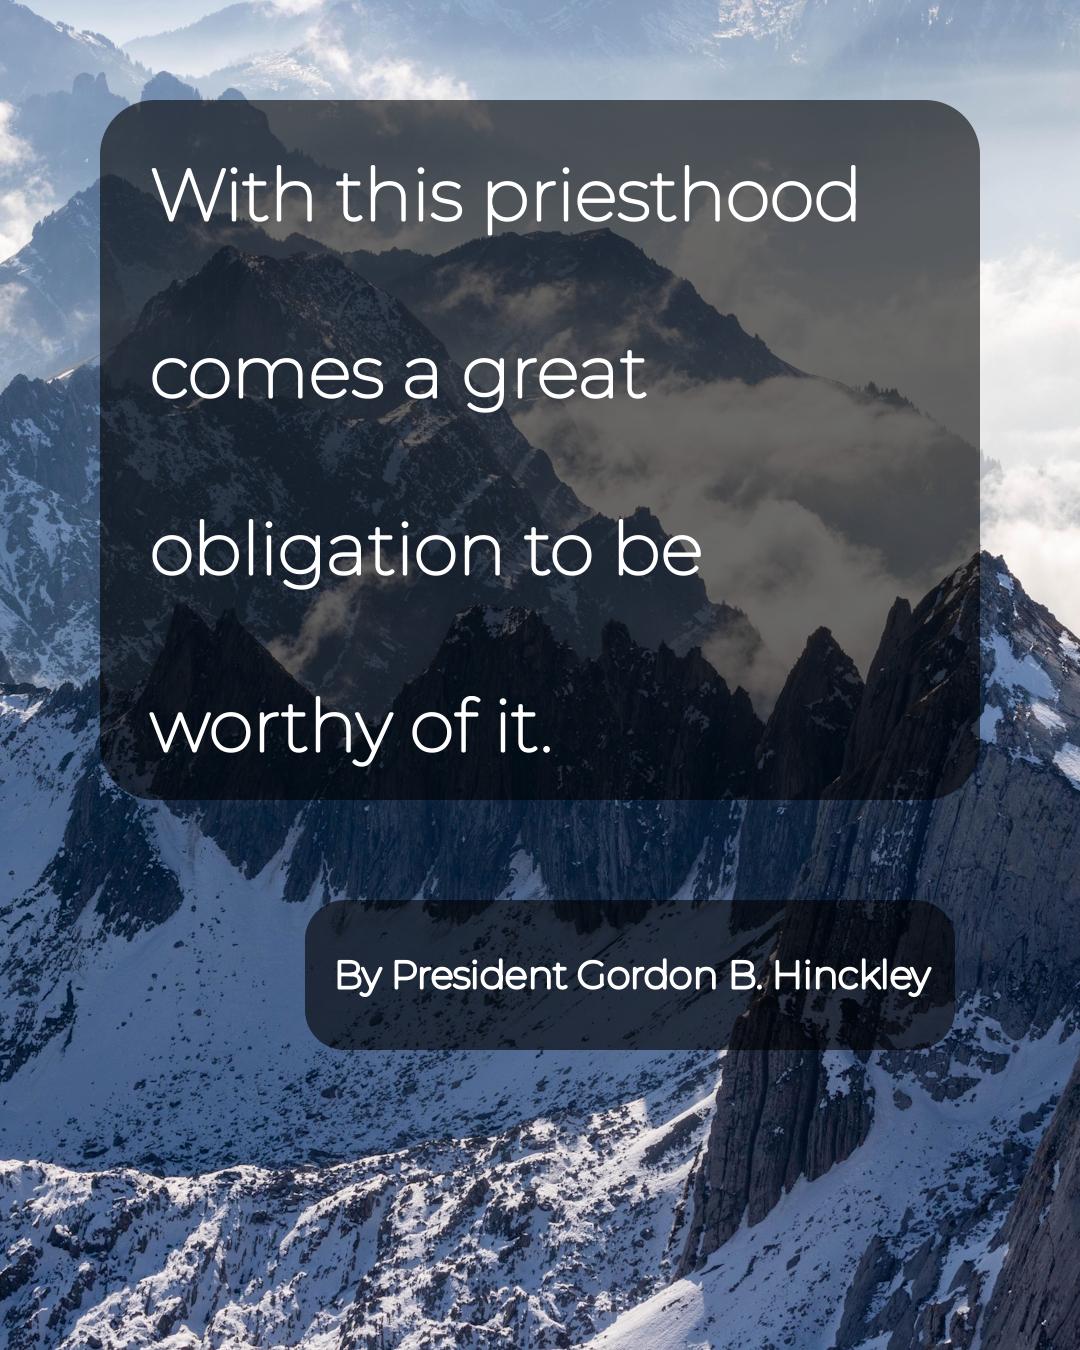 With this priesthood
comes a great
obligation to be
worthy of it.
By President Gordon B. Hinckley